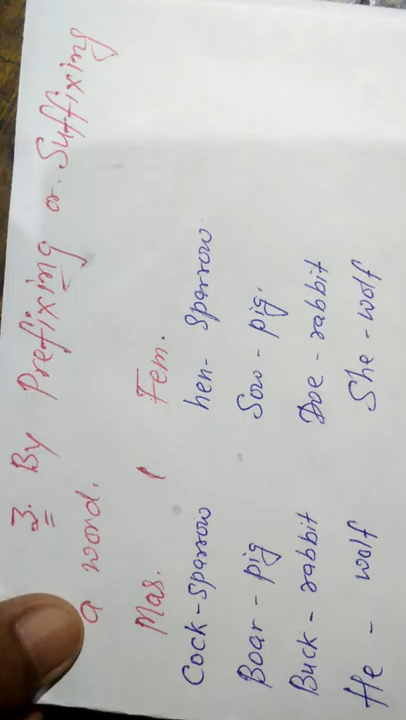 3. By Prefixing or Suffixing
a word.
Mas. Fem.
Cock-sparrow hen-sparrow.
Boar-pig Sow-pig.
Buck-rabbit Doe-rabbit
He-wolf She-wolf